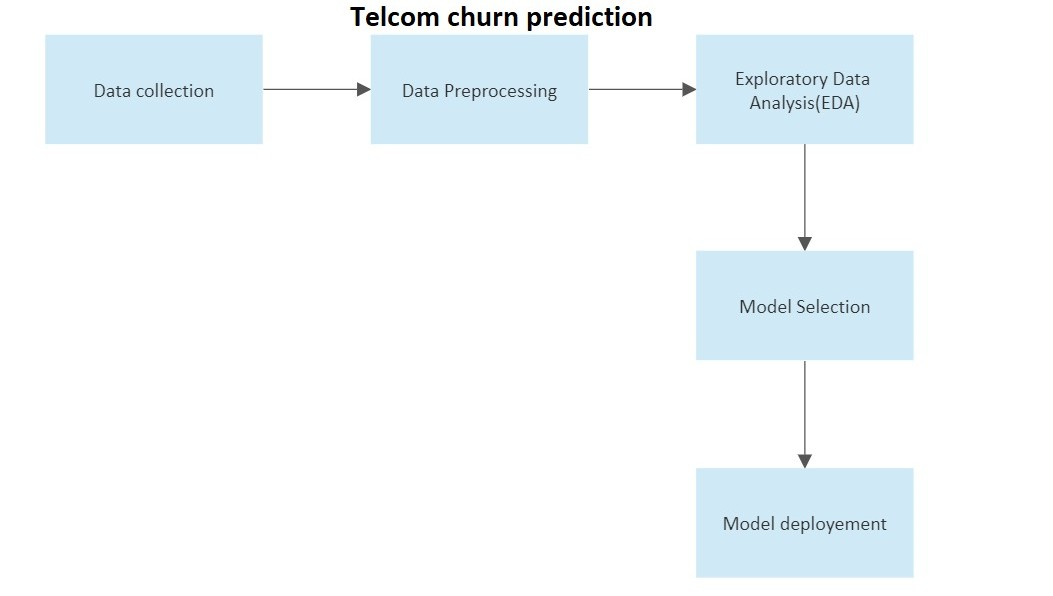 Telcom churn prediction
Data collection
Data Preprocessing
Exploratory Data
Analysis(EDA)
Model Selection
Model deployement